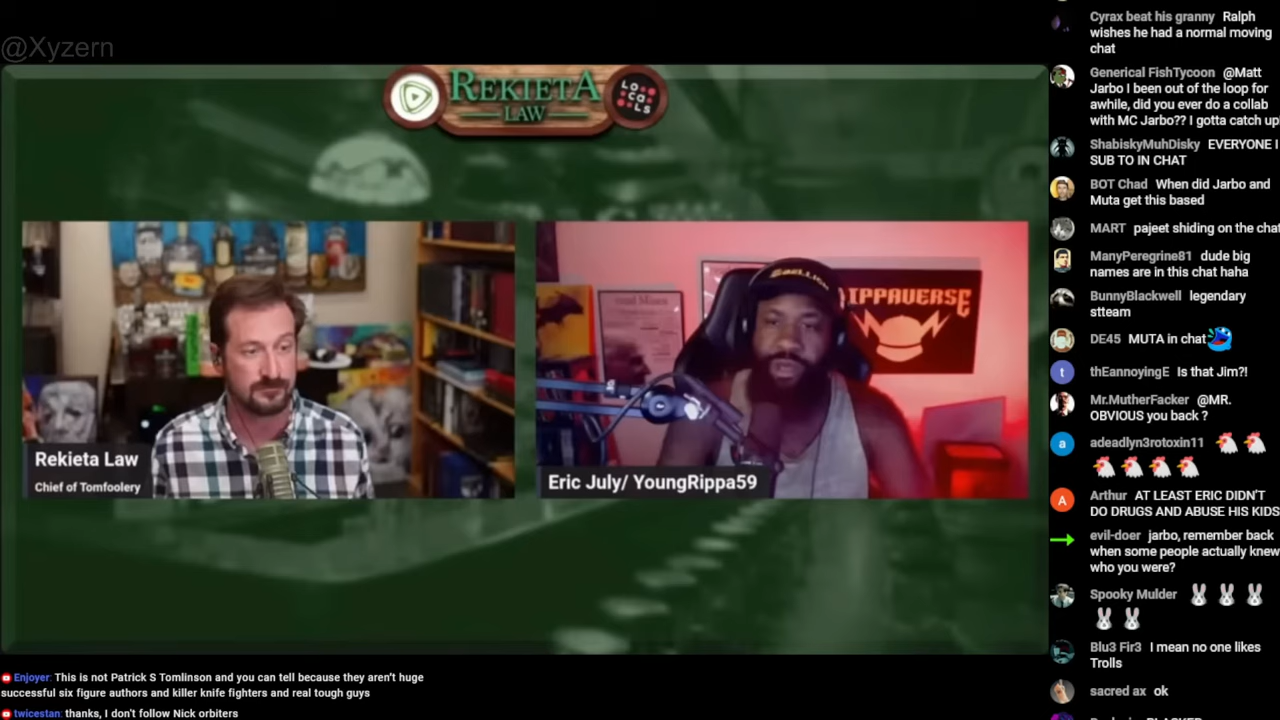 @Xyzern
REKIETA
LAW
LO
CA
LS
Rekieta Law
Chief of Tomfoolery
IPPAVERSE
Eric July/ YoungRippa59
Enjoyer: This is not Patrick S Tomlinson and you can tell because they aren't huge
successful six figure authors and killer knife fighters and real tough guys
twicestan: thanks, I don't follow Nick orbiters
Cyrax beat his granny Ralph
wishes he had a normal moving
chat
Generical FishTycoon @Matt
Jarbo I been out of the loop for
awhile, did you ever do a collab
with MC Jarbo?? I gotta catch up
ShabiskyMuhDisky EVERYONE I
SUB TO IN CHAT
BOT Chad When did Jarbo and
Muta get this based
MART pajeet shiding on the chat
ManyPeregrine81 dude big
names are in this chat haha
BunnyBlackwell legendary
stteam
DE45 MUTA in chat
t
thEannoyingE Is that Jim?!
Mr.MutherFacker @MR.
OBVIOUS you back ?
a
adeadlyn3rotoxin11
A
Arthur AT LEAST ERIC DIDN'T
DO DRUGS AND ABUSE HIS KIDS
evil-doer jarbo, remember back
when some people actually knew
who you were?
Spooky Mulder
Blu3 Fir3 I mean no one likes
Trolls
sacred ax ok